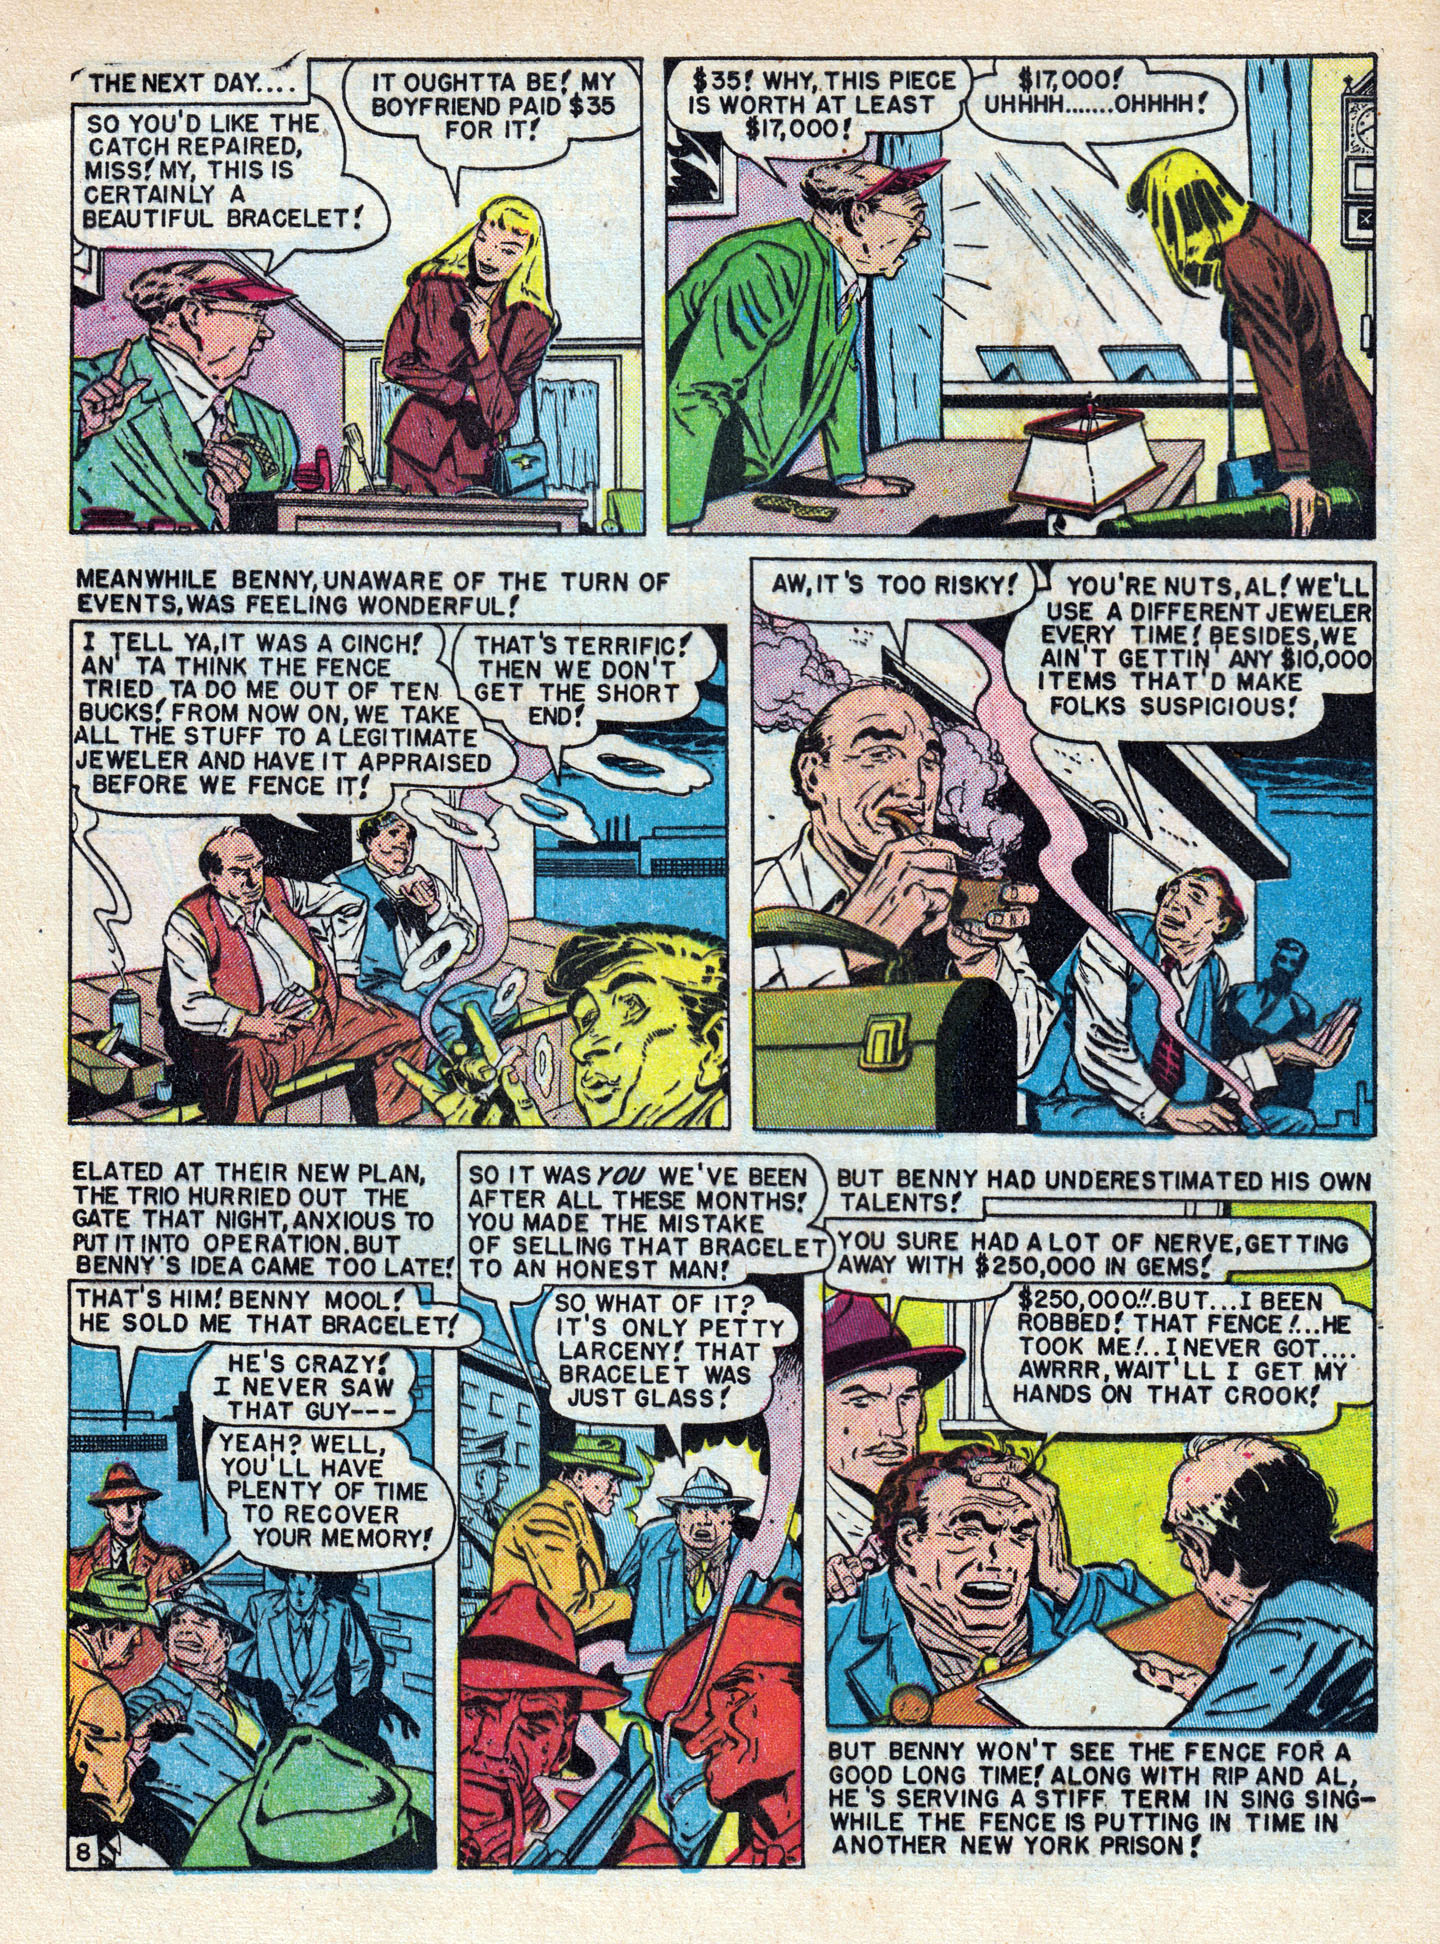 THE NEXT DAY....
SO YOU'D LIKE THE
CATCH REPAIRED,
MISS! MY, THIS IS
CERTAINLY A
BEAUTIFUL BRACELET!
IT OUGHTTA BE! MY
BOYFRIEND PAID $35
FOR IT!
$35! WHY, THIS PIECE
IS WORTH AT LEAST
$17,000!
$17,000!
UHHHH.......OHHHH!
MEANWHILE BENNY, UNAWARE OF THE TURN OF
EVENTS, WAS FEELING WONDERFUL!
I TELL YA, IT WAS A CINCH!
AN' TA THINK THE FENCE
TRIED TA DO ME OUT OF TEN
BUCKS! FROM NOW ON, WE TAKE
ALL THE STUFF TO A LEGITIMATE
JEWELER AND HAVE IT APPRAISED
BEFORE WE FENCE IT!
THAT'S TERRIFIC!
THEN WE DON'T
GET THE SHORT
END!
AW, IT'S TOO RISKY!
YOU'RE NUTS, AL! WE'LL
USE A DIFFERENT JEWELER
EVERY TIME! BESIDES, WE
AIN'T GETTIN' ANY $10,000
ITEMS THAT'D MAKE
FOLKS SUSPICIOUS!
ELATED AT THEIR NEW PLAN,
THE TRIO HURRIED OUT THE
GATE THAT NIGHT, ANXIOUS TO
PUT IT INTO OPERATION. BUT
BENNY'S IDEA CAME TOO LATE!
THAT'S HIM! BENNY MOOL!
HE SOLD ME THAT BRACELET!
HE'S CRAZY!
I NEVER SAW
THAT GUY---
YEAH? WELL,
YOU'LL HAVE
PLENTY OF TIME
TO RECOVER
YOUR MEMORY!
8
SO IT WAS YOU WE'VE BEEN
AFTER ALL THESE MONTHS!
YOU MADE THE MISTAKE
OF SELLING THAT BRACELET
TO AN HONEST MAN!
SO WHAT OF IT?
IT'S ONLY PETTY
LARCENY! THAT
BRACELET WAS
JUST GLASS!
BUT BENNY HAD UNDERESTIMATED HIS OWN
TALENTS!
YOU SURE HAD A LOT OF NERVE, GETTING
AWAY WITH $250,000 IN GEMS!
$250,000!!.BUT...I BEEN
ROBBED! THAT FENCE!...HE
TOOK ME!..I NEVER GOT....
AWRRR, WAIT'LL I GET MY
HANDS ON THAT CROOK!
BUT BENNY WON'T SEE THE FENCE FOR A
GOOD LONG TIME! ALONG WITH RIP AND AL,
HE'S SERVING A STIFF TERM IN SING SING—
WHILE THE FENCE IS PUTTING IN TIME IN
ANOTHER NEW YORK PRISON!